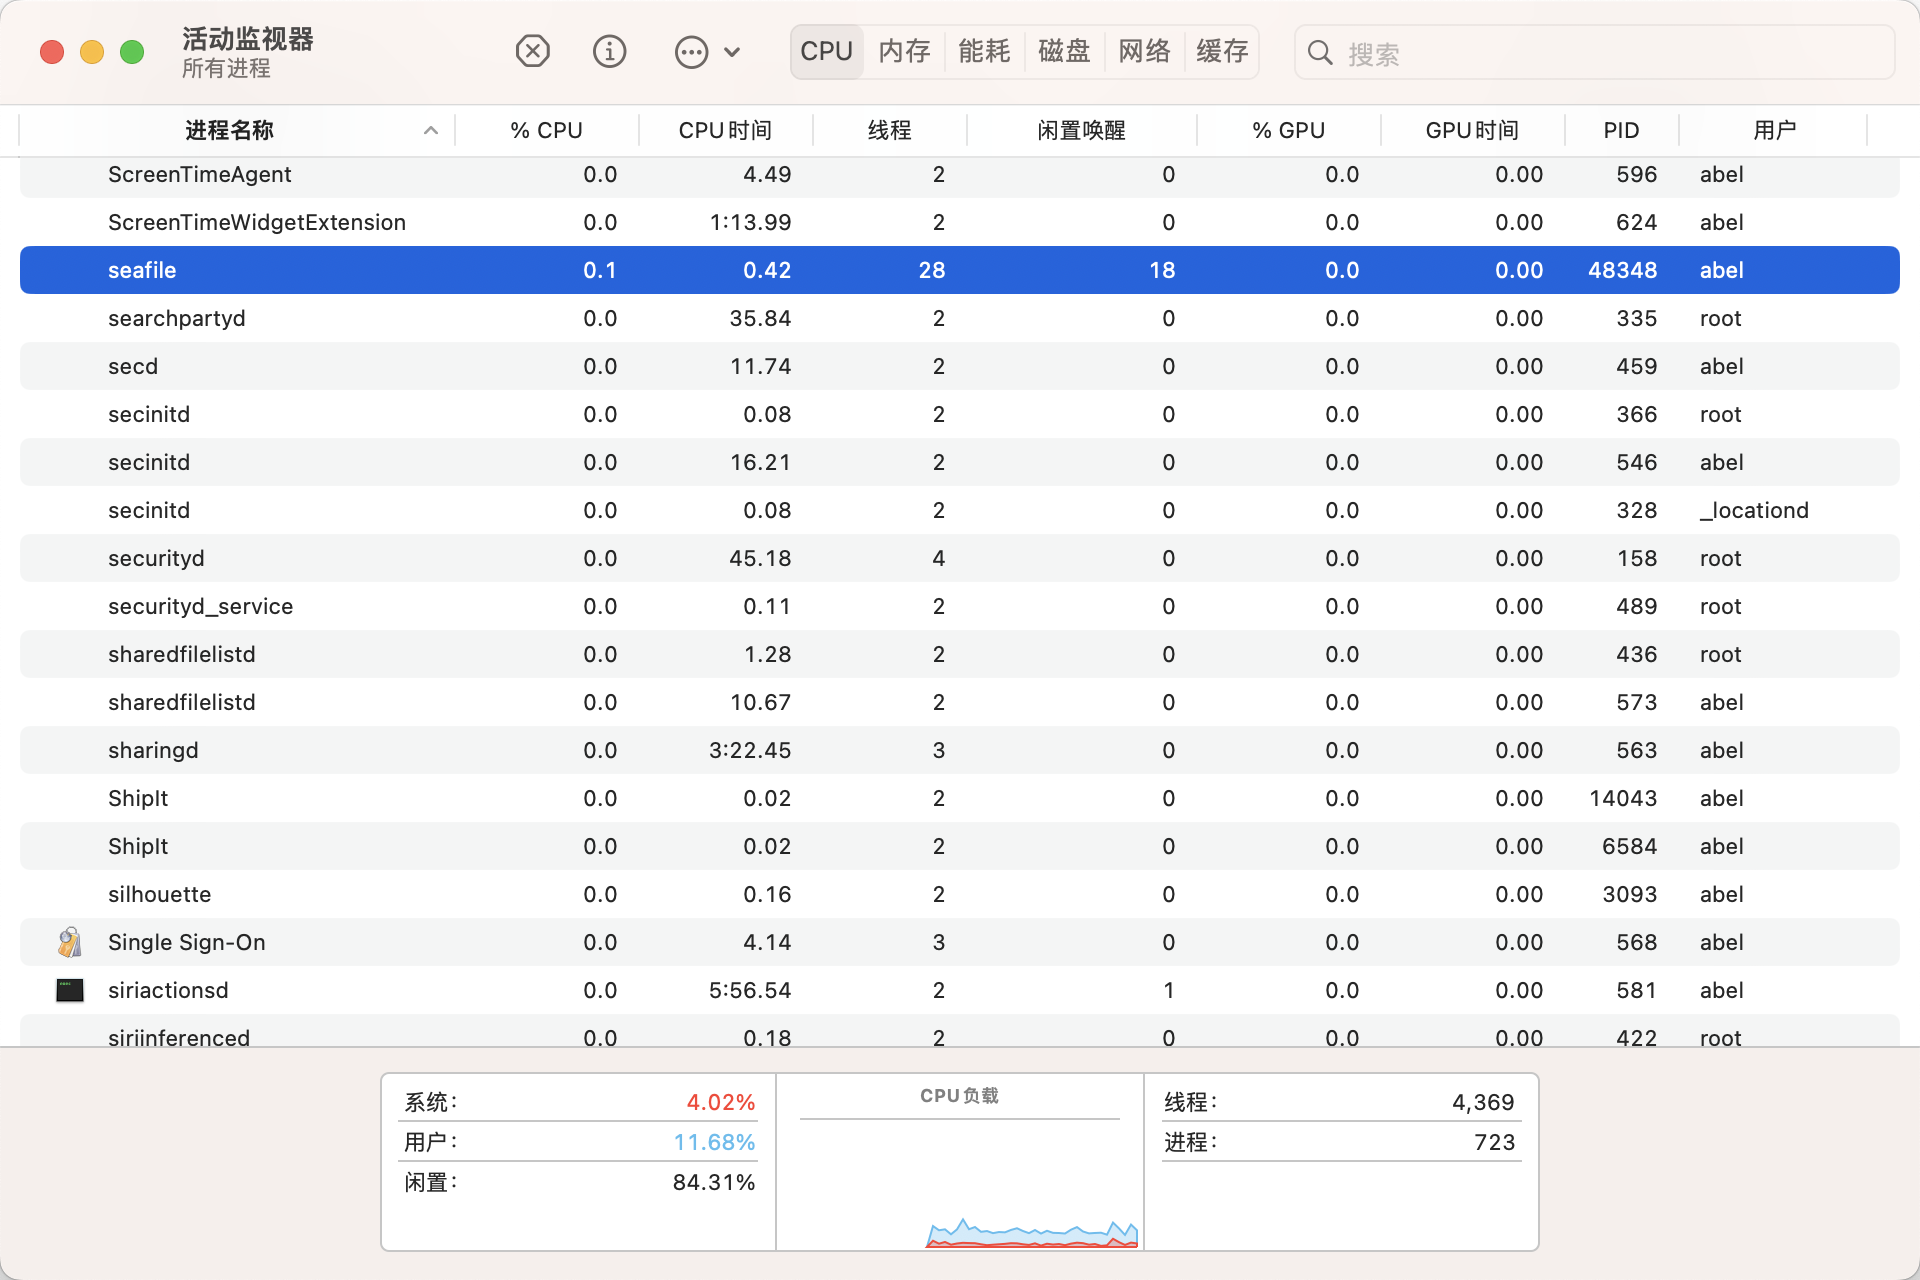 活动监视器
所有进程
CPU 内存 能耗 磁盘 网络 缓存 搜索
进程名称 % CPU CPU时间 线程 闲置唤醒 % GPU GPU时间 PID 用户
ScreenTimeAgent 0.0 4.49 2 0 0.0 0.00 596 abel
ScreenTimeWidgetExtension 0.0 1:13.99 2 0 0.0 0.00 624 abel
seafile 0.1 0.42 28 18 0.0 0.00 48348 abel
searchpartyd 0.0 35.84 2 0 0.0 0.00 335 root
secd 0.0 11.74 2 0 0.0 0.00 459 abel
secinitd 0.0 0.08 2 0 0.0 0.00 366 root
secinitd 0.0 16.21 2 0 0.0 0.00 546 abel
secinitd 0.0 0.08 2 0 0.0 0.00 328 _locationd
securityd 0.0 45.18 4 0 0.0 0.00 158 root
securityd_service 0.0 0.11 2 0 0.0 0.00 489 root
sharedfilelistd 0.0 1.28 2 0 0.0 0.00 436 root
sharedfilelistd 0.0 10.67 2 0 0.0 0.00 573 abel
sharingd 0.0 3:22.45 3 0 0.0 0.00 563 abel
ShipIt 0.0 0.02 2 0 0.0 0.00 14043 abel
ShipIt 0.0 0.02 2 0 0.0 0.00 6584 abel
silhouette 0.0 0.16 2 0 0.0 0.00 3093 abel
Single Sign-On 0.0 4.14 3 0 0.0 0.00 568 abel
siriactionsd 0.0 5:56.54 2 1 0.0 0.00 581 abel
siriinferenced 0.0 0.18 2 0 0.0 0.00 422 root
系统： 4.02%
用户： 11.68%
闲置： 84.31%
CPU负载
线程： 4,369
进程： 723